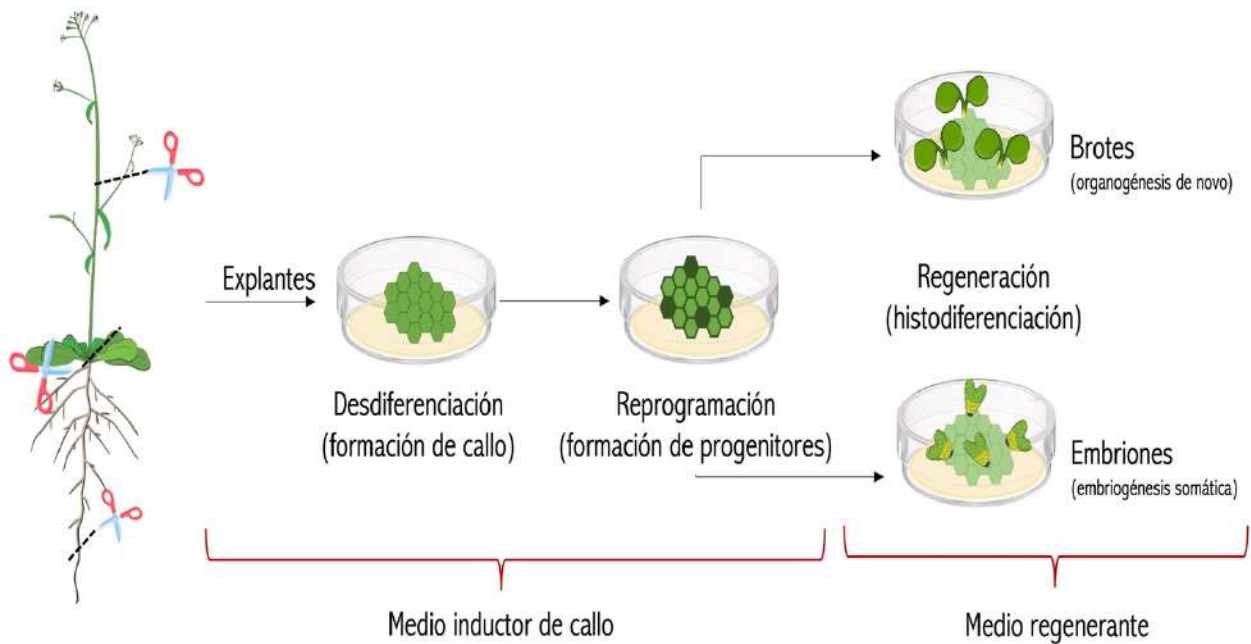 Explantes
Desdiferenciación
(formación de callo)
Reprogramación
(formación de progenitores)
Brotes
(organogénesis de novo)
Regeneración
(histodiferenciación)
Embriones
(embriogénesis somática)
Medio inductor de callo
Medio regenerante